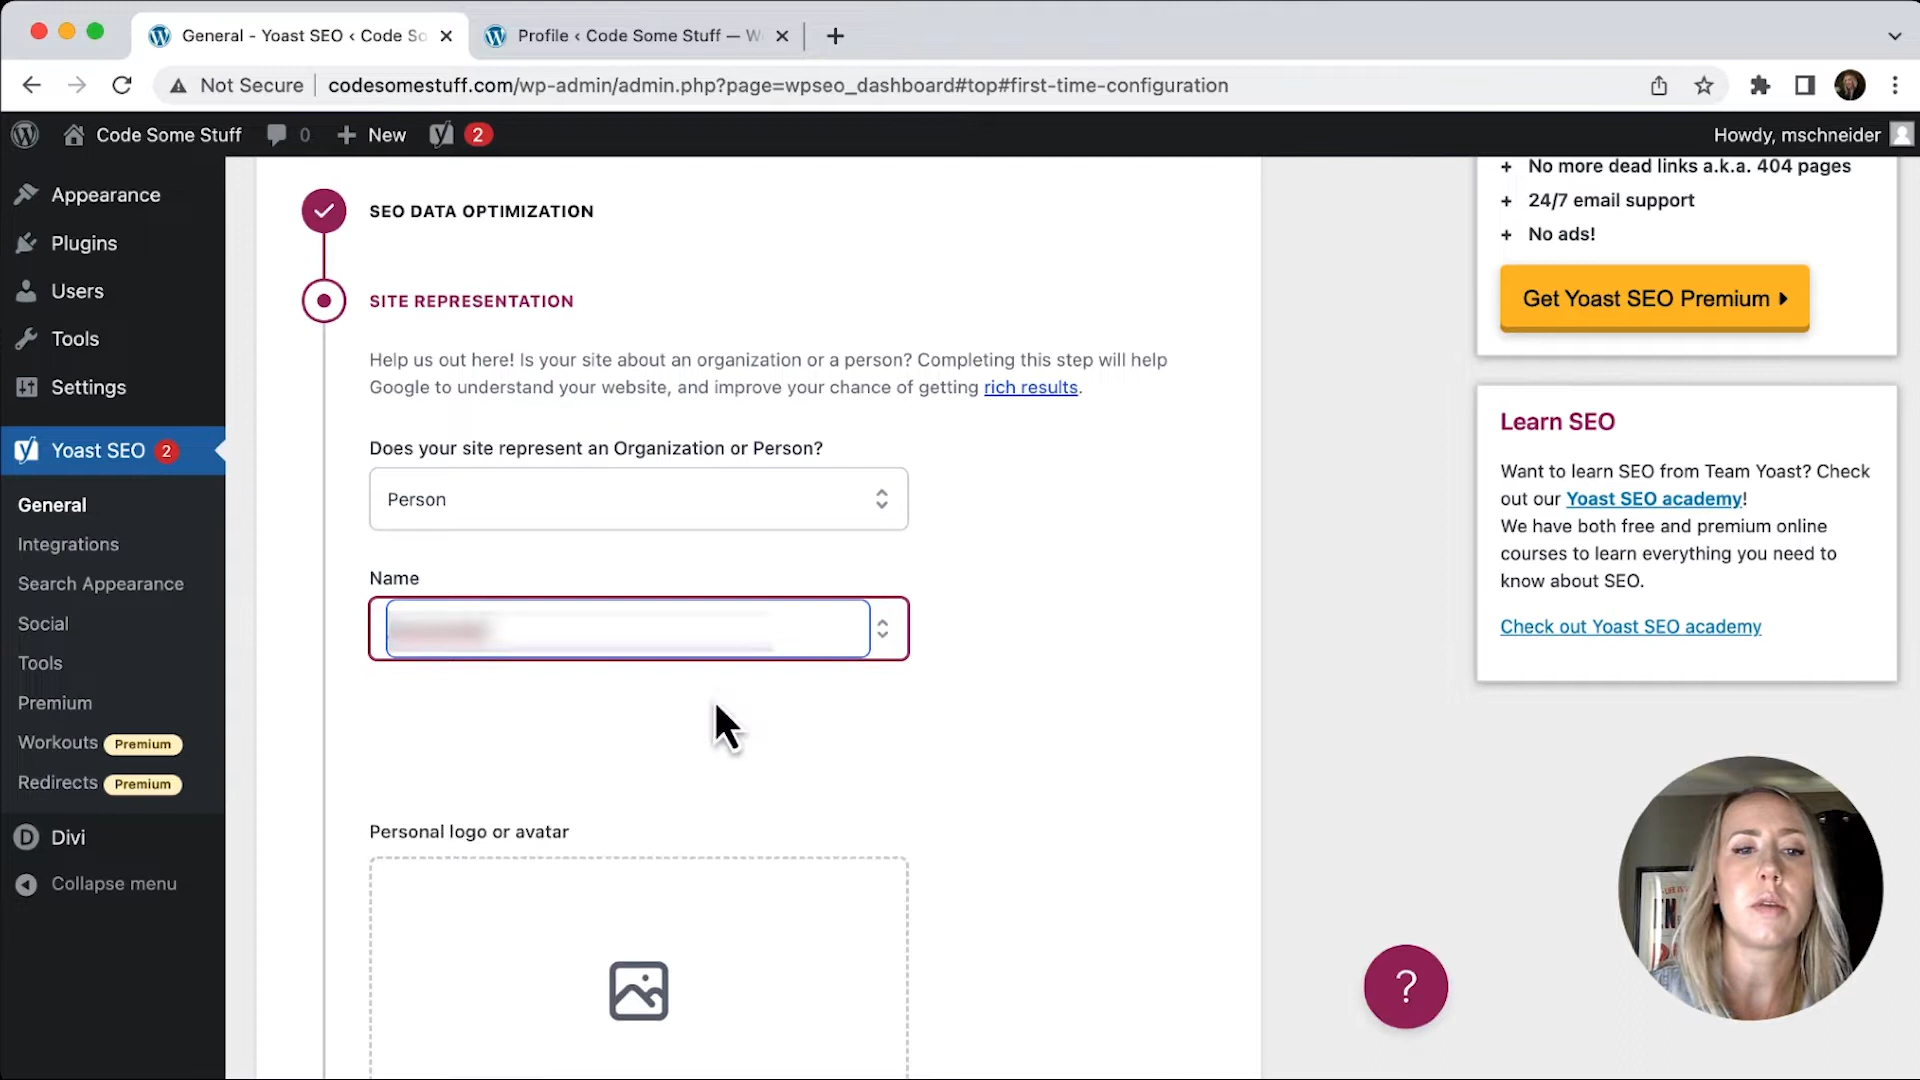 General - Yoast SEO ‹ Code So
Profile ‹ Code Some Stuff — W
Not Secure
codesomestuff.com/wp-admin/admin.php?page=wpseo_dashboard#top#first-time-configuration
Code Some Stuff
0
New
2
Howdy, mschneider
Appearance
Plugins
Users
Tools
Settings
Yoast SEO 2
General
Integrations
Search Appearance
Social
Tools
Premium
Workouts Premium
Redirects Premium
Divi
Collapse menu
SEO DATA OPTIMIZATION
SITE REPRESENTATION
Help us out here! Is your site about an organization or a person? Completing this step will help
Google to understand your website, and improve your chance of getting rich results.
Does your site represent an Organization or Person?
Person
Name
Personal logo or avatar
+ No more dead links a.k.a. 404 pages
+ 24/7 email support
+ No ads!
Get Yoast SEO Premium
Learn SEO
Want to learn SEO from Team Yoast? Check
out our Yoast SEO academy!
We have both free and premium online
courses to learn everything you need to
know about SEO.
Check out Yoast SEO academy
?